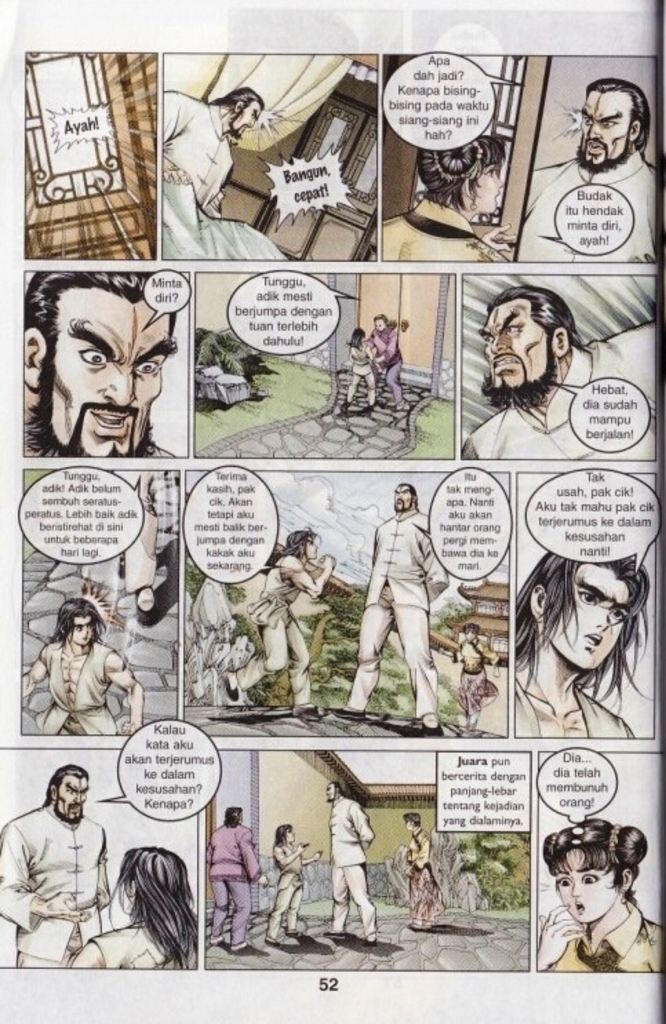 Ayah!
Bangun,
cepat!
Apa
dah jadi?
Kenapa bising-
bising pada waktu
siang-siang ini
hah?
Budak
itu hendak
minta diri,
ayah!
Minta
diri?
Tunggu,
adik mesti
berjumpa dengan
tuan terlebih
dahulu!
Hebat,
dia sudah
mampu
berjalan!
Tunggu,
adik! Adik belum
sembuh seratus-
peratus. Lebih baik adik
beristirehat di sini
untuk beberapa
hari lagi.
Terima
kasih, pak
cik. Akan
tetapi aku
mesti balik ber-
jumpa dengan
kakak aku
sekarang.
Itu
tak meng-
apa. Nanti
aku akan
hantar orang
pergi mem-
bawa dia ke
mari.
Tak
usah, pak cik!
Aku tak mahu pak cik
terjerumus ke dalam
kesusahan
nanti!
Kalau
kata aku
akan terjerumus
ke dalam
kesusahan?
Kenapa?
Juara pun
bercerita dengan
panjang-lebar
tentang kejadian
yang dialaminya.
Dia...
dia telah
membunuh
orang!
52